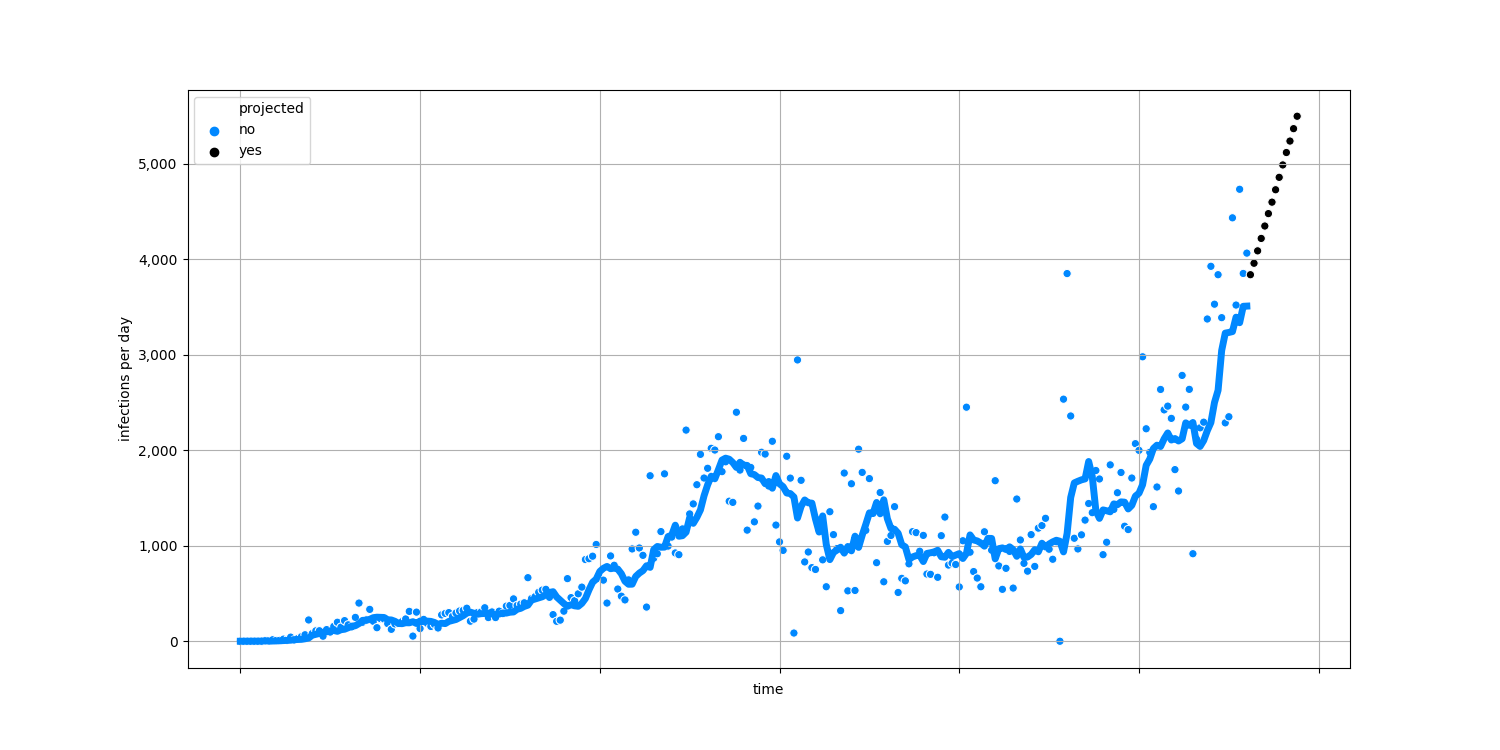 projected
no
yes
5,000
4,000
3,000
2,000
1,000
0
infections per day
time